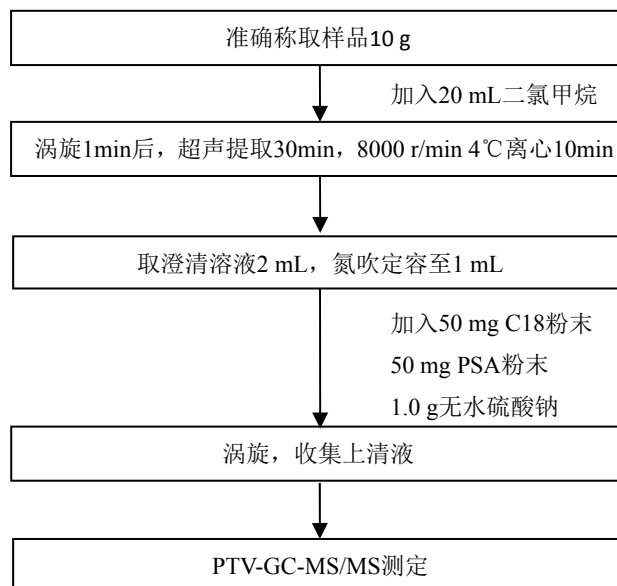 准确称取样品10 g
加入20 mL二氯甲烷
涡旋1min后，超声提取30min，8000 r/min 4℃离心10min
取澄清溶液2 mL，氮吹定容至1 mL
加入50 mg C18粉末
50 mg PSA粉末
1.0 g无水硫酸钠
涡旋，收集上清液
PTV-GC-MS/MS测定